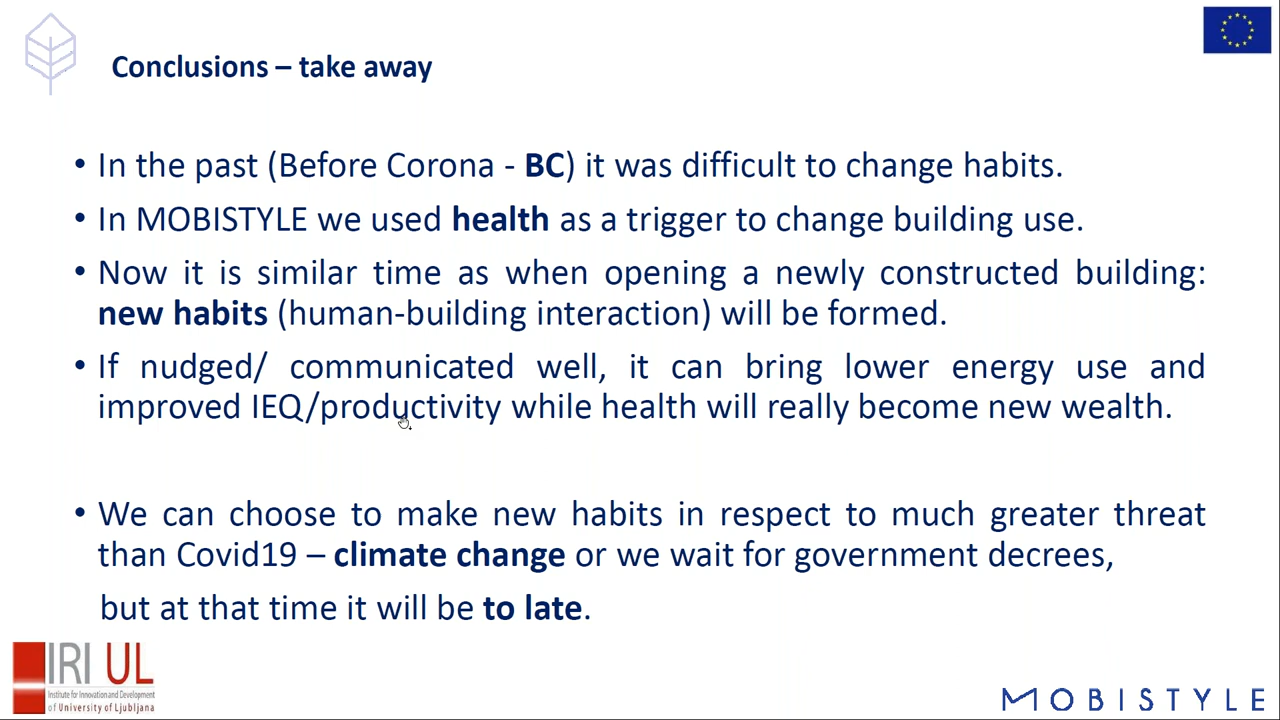 Conclusions – take away
• In the past (Before Corona - BC) it was difficult to change habits.
• In MOBISTYLE we used health as a trigger to change building use.
• Now it is similar time as when opening a newly constructed building:
new habits (human-building interaction) will be formed.
• If nudged/ communicated well, it can bring lower energy use and
improved IEQ/productivity while health will really become new wealth.
• We can choose to make new habits in respect to much greater threat
than Covid19 – climate change or we wait for government decrees,
but at that time it will be to late.
IRI UL
Institute for Innovation and Development
of University of Ljubljana
MOBISTYLE